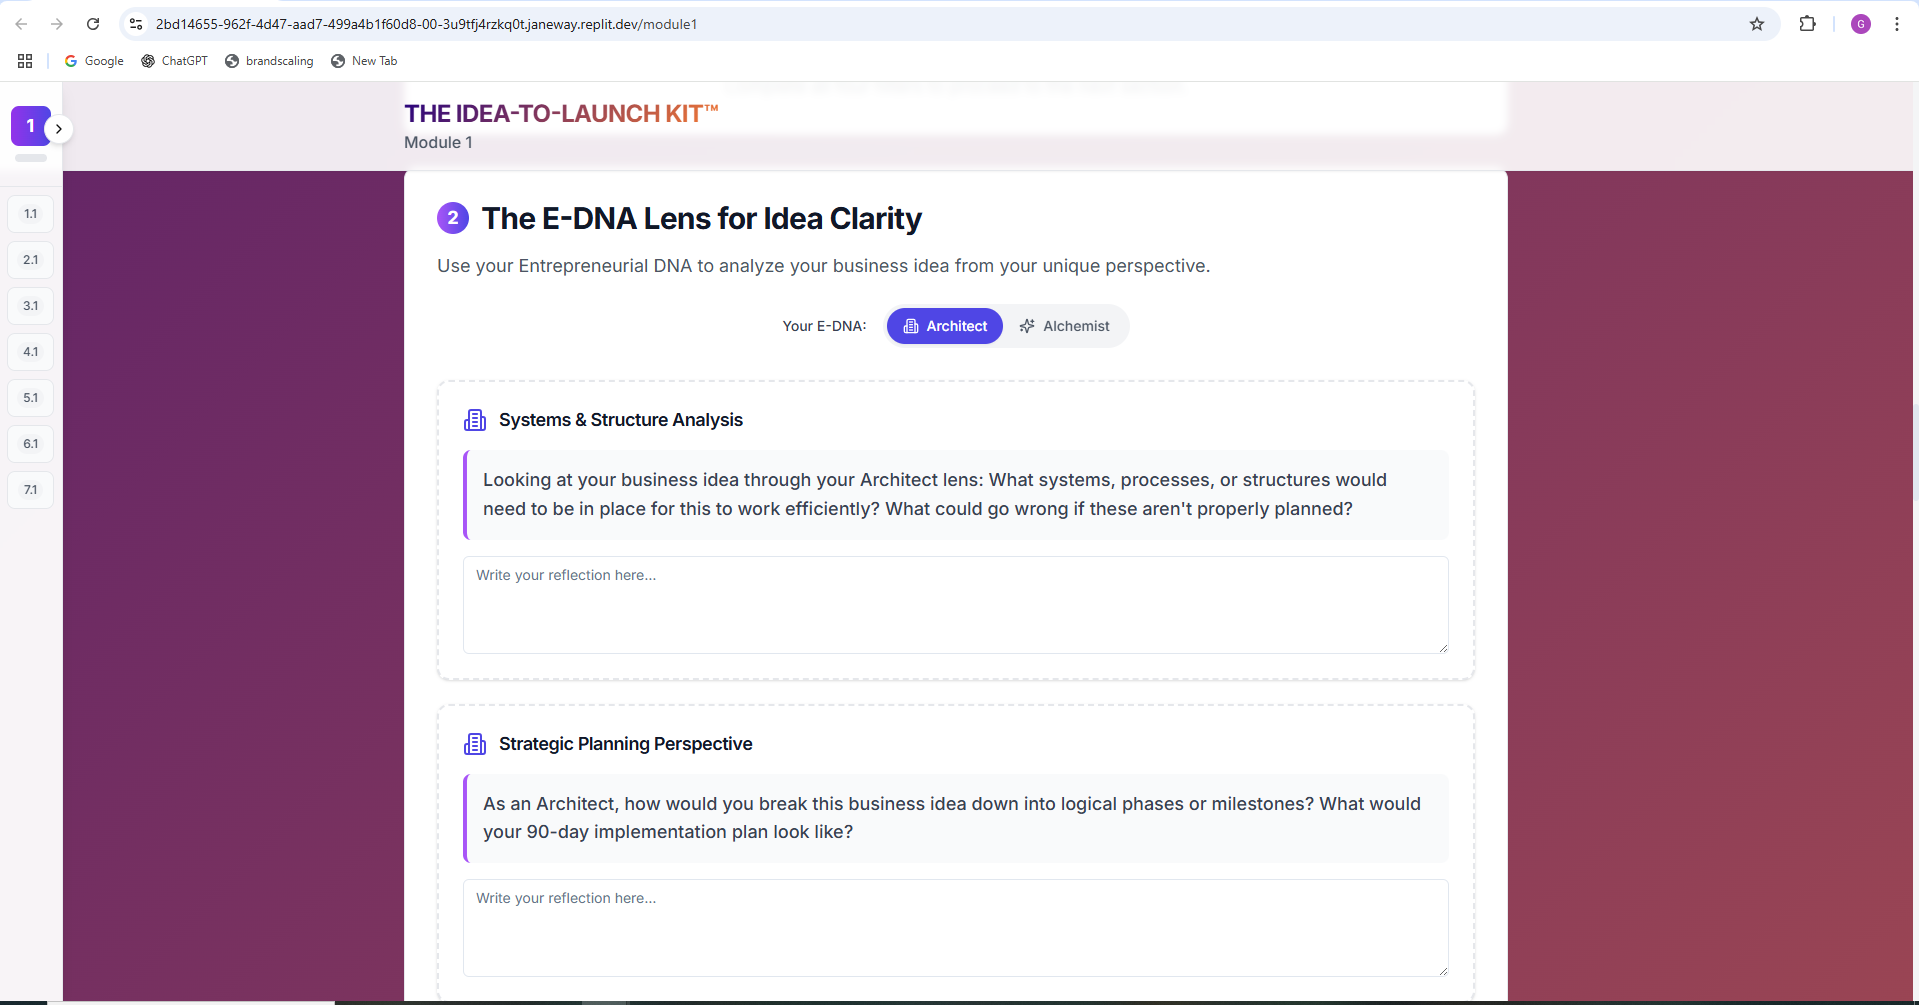 2bd14655-962f-4d47-aad7-499a4b1f60d8-00-3u9tfj4rzkq0t.janeway.replit.dev/module1
G
Google
ChatGPT
brandscaling
New Tab
1
THE IDEA-TO-LAUNCH KIT™
Module 1
1.1
2.1
3.1
4.1
5.1
6.1
7.1
2 The E-DNA Lens for Idea Clarity
Use your Entrepreneurial DNA to analyze your business idea from your unique perspective.
Your E-DNA: Architect Alchemist
Systems & Structure Analysis
Looking at your business idea through your Architect lens: What systems, processes, or structures would
need to be in place for this to work efficiently? What could go wrong if these aren't properly planned?
Write your reflection here...
Strategic Planning Perspective
As an Architect, how would you break this business idea down into logical phases or milestones? What would
your 90-day implementation plan look like?
Write your reflection here...